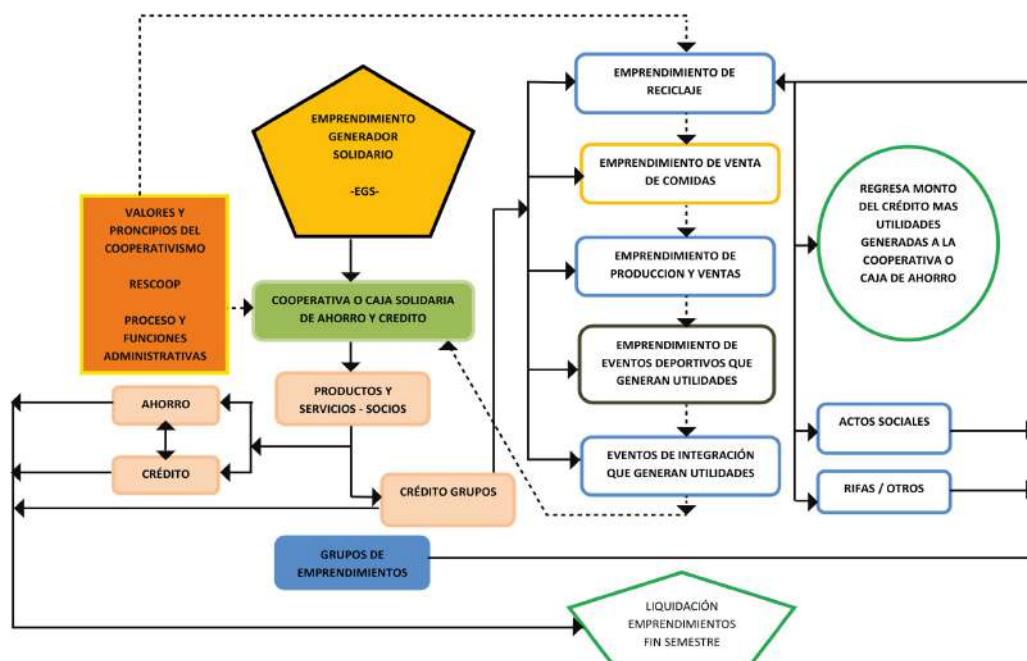 EMPRENDIMIENTO
GENERADOR
SOLIDARIO
-EGS-
VALORES Y
PRONCIPIOS DEL
COOPERATIVISMO
RESCOOP
PROCESO Y
FUNCIONES
ADMINISTRATIVAS
COOPERATIVA O CAJA SOLIDARIA
DE AHORRO Y CREDITO
PRODUCTOS Y
SERVICIOS - SOCIOS
AHORRO
CRÉDITO
CRÉDITO GRUPOS
GRUPOS DE
EMPRENDIMIENTOS
EMPRENDIMIENTO DE
RECICLAJE
EMPRENDIMIENTO DE VENTA
DE COMIDAS
EMPRENDIMIENTO DE
PRODUCCION Y VENTAS
EMPRENDIMIENTO DE
EVENTOS DEPORTIVOS QUE
GENERAN UTILIDADES
EVENTOS DE INTEGRACIÓN
QUE GENERAN UTILIDADES
REGRESA MONTO
DEL CRÉDITO MAS
UTILIDADES
GENERADAS A LA
COOPERATIVA O
CAJA DE AHORRO
ACTOS SOCIALES
RIFAS / OTROS
LIQUIDACIÓN
EMPRENDIMIENTOS
FIN SEMESTRE